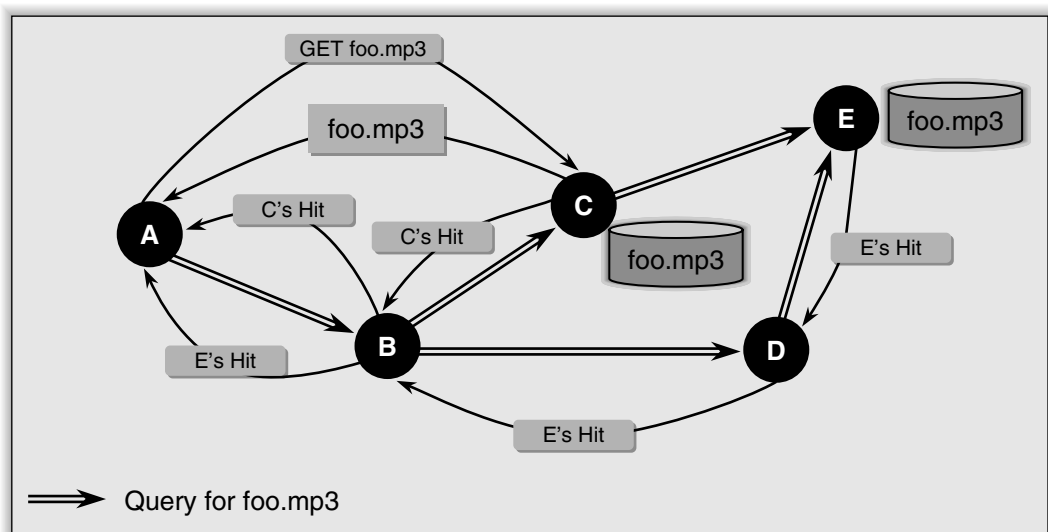 GET foo.mp3
foo.mp3
E
foo.mp3
C's Hit
A
C's Hit
C
foo.mp3
E's Hit
E's Hit
B
D
E's Hit
Query for foo.mp3